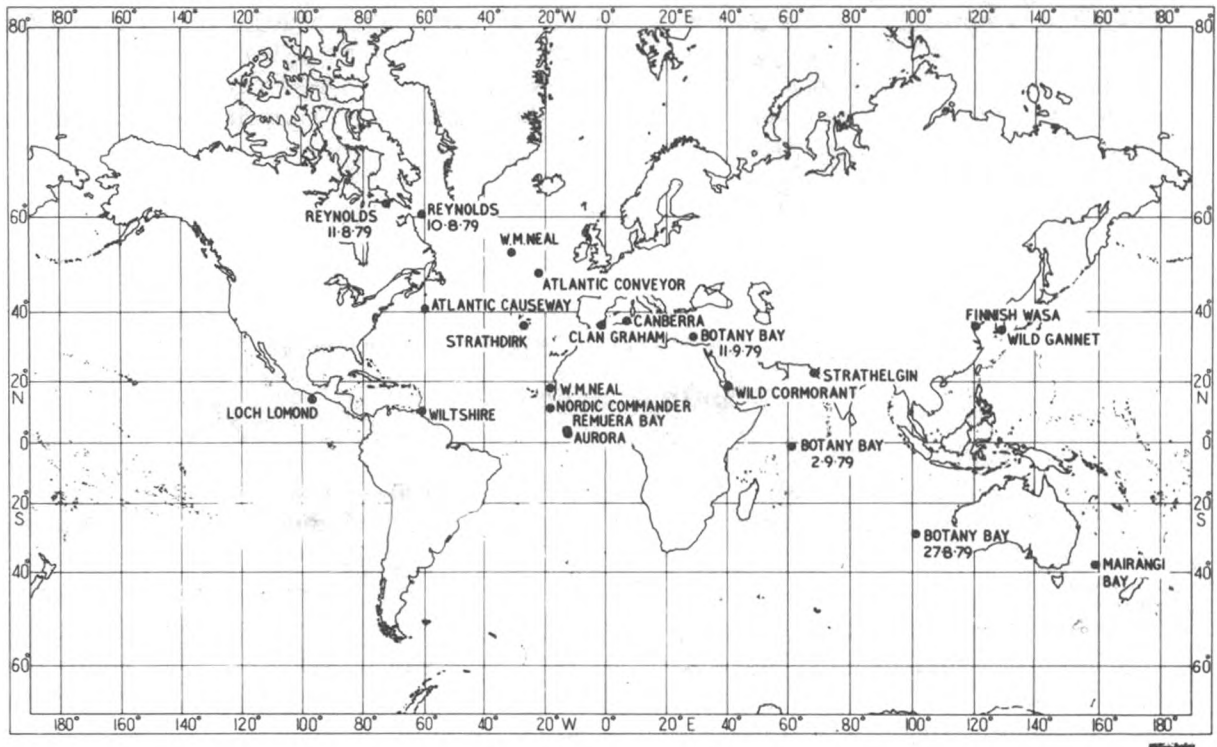 180° 160° 140° 120° 100° 80° 60° 40° 20° W 0° E 20° 40° 60° 80° 100° 120° 140° 160° 180°
80° 80°
REYNOLDS
11·8·79
REYNOLDS
10·8·79
60° 60°
W.M.NEAL
ATLANTIC CONVEYOR
ATLANTIC CAUSEWAY
40° 40°
STRATHDIRK
CLAN GRAHAM
CANBERRA
BOTANY BAY
11·9·79
FINNISH WASA
WILD GANNET
STRATHELGIN
20° 20°
N N
W.M.NEAL
WILD CORMORANT
LOCH LOMOND
WILTSHIRE
NORDIC COMMANDER
REMUERA BAY
AURORA
0° 0°
BOTANY BAY
2·9·79
20° 20°
S S
BOTANY BAY
27·8·79
MAIRANGI
BAY
40° 40°
60° 60°
180° 160° 140° 120° 100° 80° 60° 40° 20° W 0° E 20° 40° 60° 80° 100° 120° 140° 160° 180°